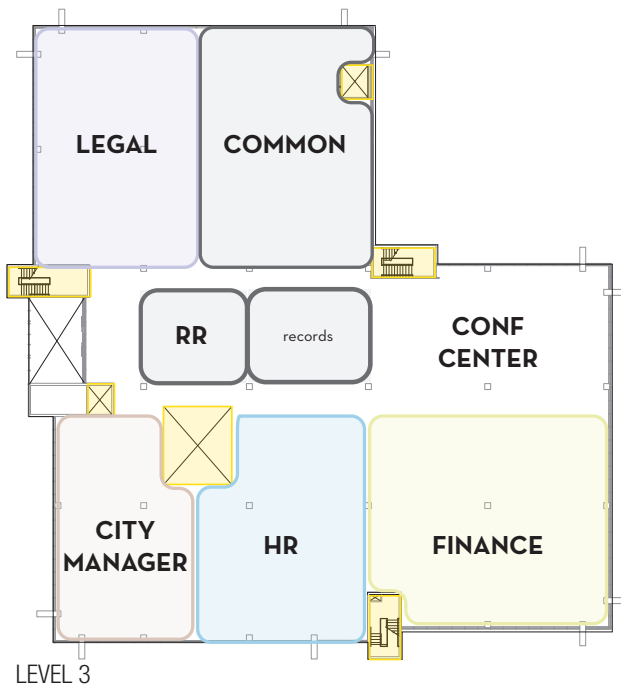 LEGAL
COMMON
RR
records
CONF
CENTER
CITY
MANAGER
HR
FINANCE
LEVEL 3